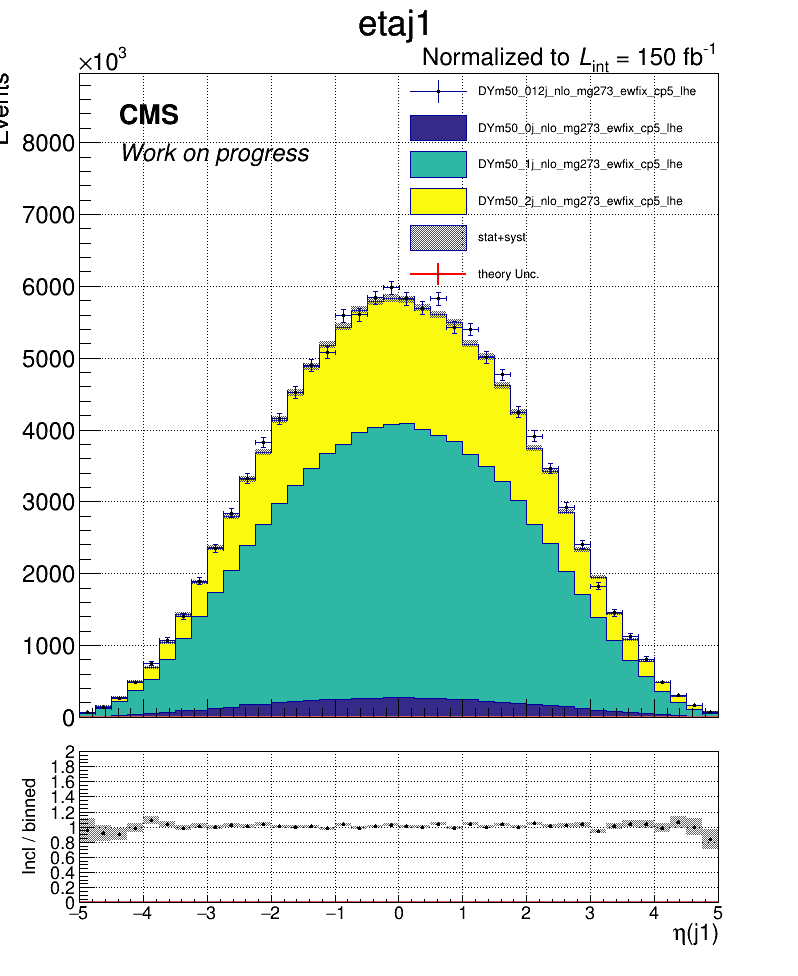 etaj1
×10³
Normalized to L_int = 150 fb⁻¹
Events
CMS
Work on progress
DYm50_012j_nlo_mg273_ewfix_cp5_lhe
DYm50_0j_nlo_mg273_ewfix_cp5_lhe
DYm50_1j_nlo_mg273_ewfix_cp5_lhe
DYm50_2j_nlo_mg273_ewfix_cp5_lhe
stat+syst
theory Unc.
8000
7000
6000
5000
4000
3000
2000
1000
0
Incl / binned
2
1.8
1.6
1.4
1.2
1
0.8
0.6
0.4
0.2
0
−5 −4 −3 −2 −1 0 1 2 3 4 5
η(j1)